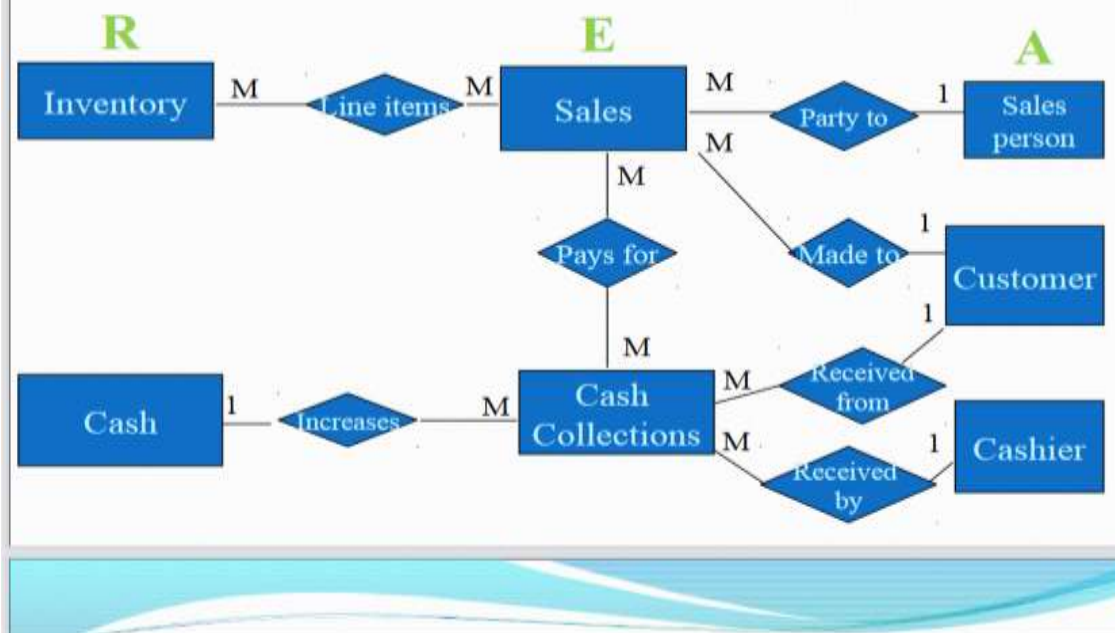 R E A
Inventory M Line items M Sales M Party to 1 Sales person
M Made to 1 Customer
M
Pays for
M
1
Cash 1 Increases M Cash Collections M Received from
M Received by 1 Cashier